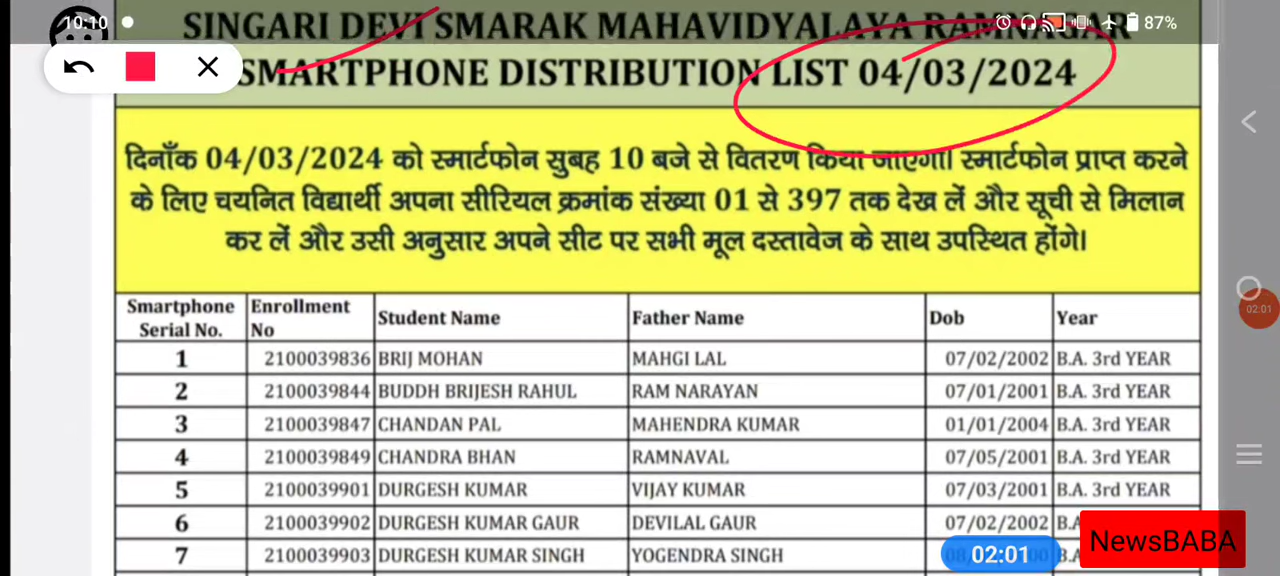 10:10 87%
SINGARI DEVI SMARAK MAHAVIDYALAYA RAMNAGAR
SMARTPHONE DISTRIBUTION LIST 04/03/2024
दिनाँक 04/03/2024 को स्मार्टफोन सुबह 10 बजे से वितरण किया जाएगा। स्मार्टफोन प्राप्त करने
के लिए चयनित विद्यार्थी अपना सीरियल क्रमांक संख्या 01 से 397 तक देख लें और सूची से मिलान
कर लें और उसी अनुसार अपने सीट पर सभी मूल दस्तावेज के साथ उपस्थित होंगे।
Smartphone Serial No. Enrollment No Student Name Father Name Dob Year
1 2100039836 BRIJ MOHAN MAHGI LAL 07/02/2002 B.A. 3rd YEAR
2 2100039844 BUDDH BRIJESH RAHUL RAM NARAYAN 07/01/2001 B.A. 3rd YEAR
3 2100039847 CHANDAN PAL MAHENDRA KUMAR 01/01/2004 B.A. 3rd YEAR
4 2100039849 CHANDRA BHAN RAMNAVAL 07/05/2001 B.A. 3rd YEAR
5 2100039901 DURGESH KUMAR VIJAY KUMAR 07/03/2001 B.A. 3rd YEAR
6 2100039902 DURGESH KUMAR GAUR DEVILAL GAUR 07/02/2002
7 2100039903 DURGESH KUMAR SINGH YOGENDRA SINGH
02:01
02:01
NewsBABA